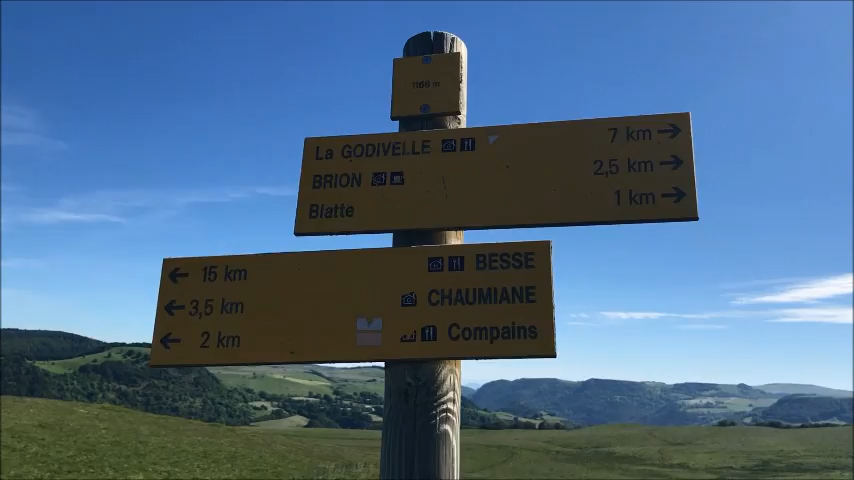 1168 m
La GODIVELLE 7 km →
BRION 2,5 km →
Blatte 1 km →
← 15 km BESSE
← 3,5 km CHAUMIANE
← 2 km Compains